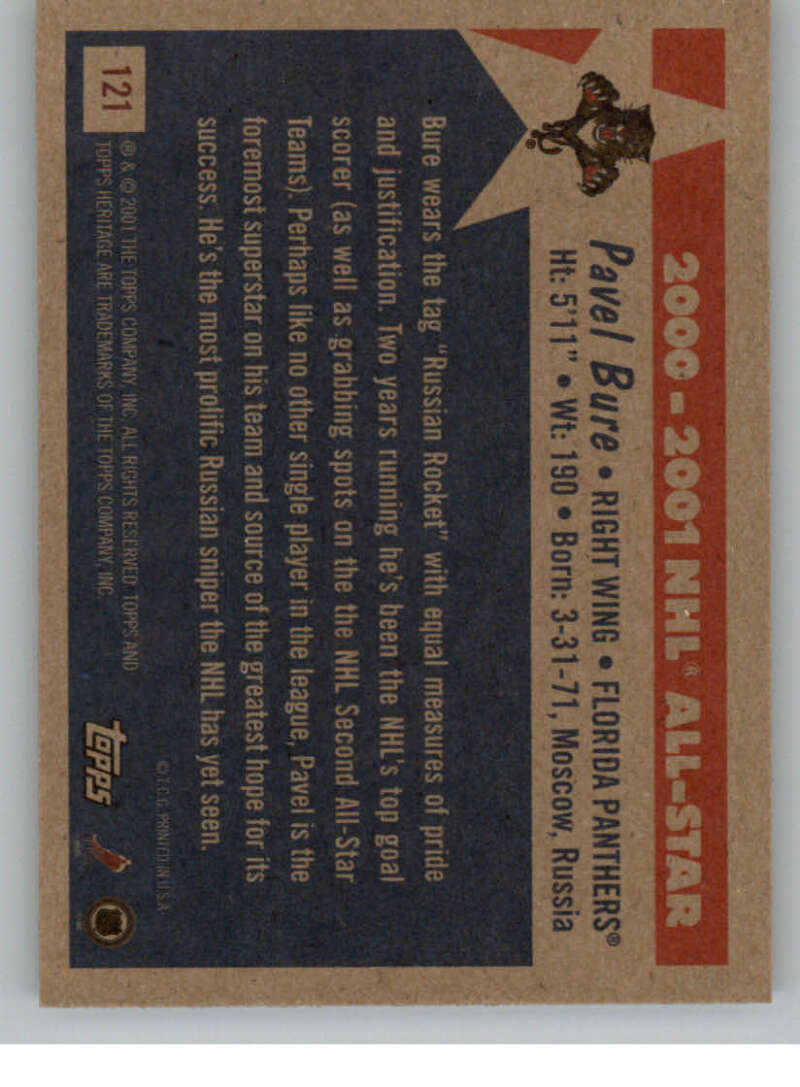 2000 - 2001 NHL® ALL-STAR
Pavel Bure • RIGHT WING • FLORIDA PANTHERS®
Ht: 5'11" • Wt: 190 • Born: 3-31-71, Moscow, Russia
®
Bure wears the tag "Russian Rocket" with equal measures of pride
and justification. Two years running he's been the NHL's top goal
scorer (as well as grabbing spots on the the NHL Second All-Star
Teams). Perhaps like no other single player in the league, Pavel is the
foremost superstar on his team and source of the greatest hope for its
success. He's the most prolific Russian sniper the NHL has yet seen.
121
® & © 2001 THE TOPPS COMPANY, INC. ALL RIGHTS RESERVED. TOPPS AND
TOPPS HERITAGE ARE TRADEMARKS OF THE TOPPS COMPANY, INC.
© T.C.G. PRINTED IN U.S.A.
topps